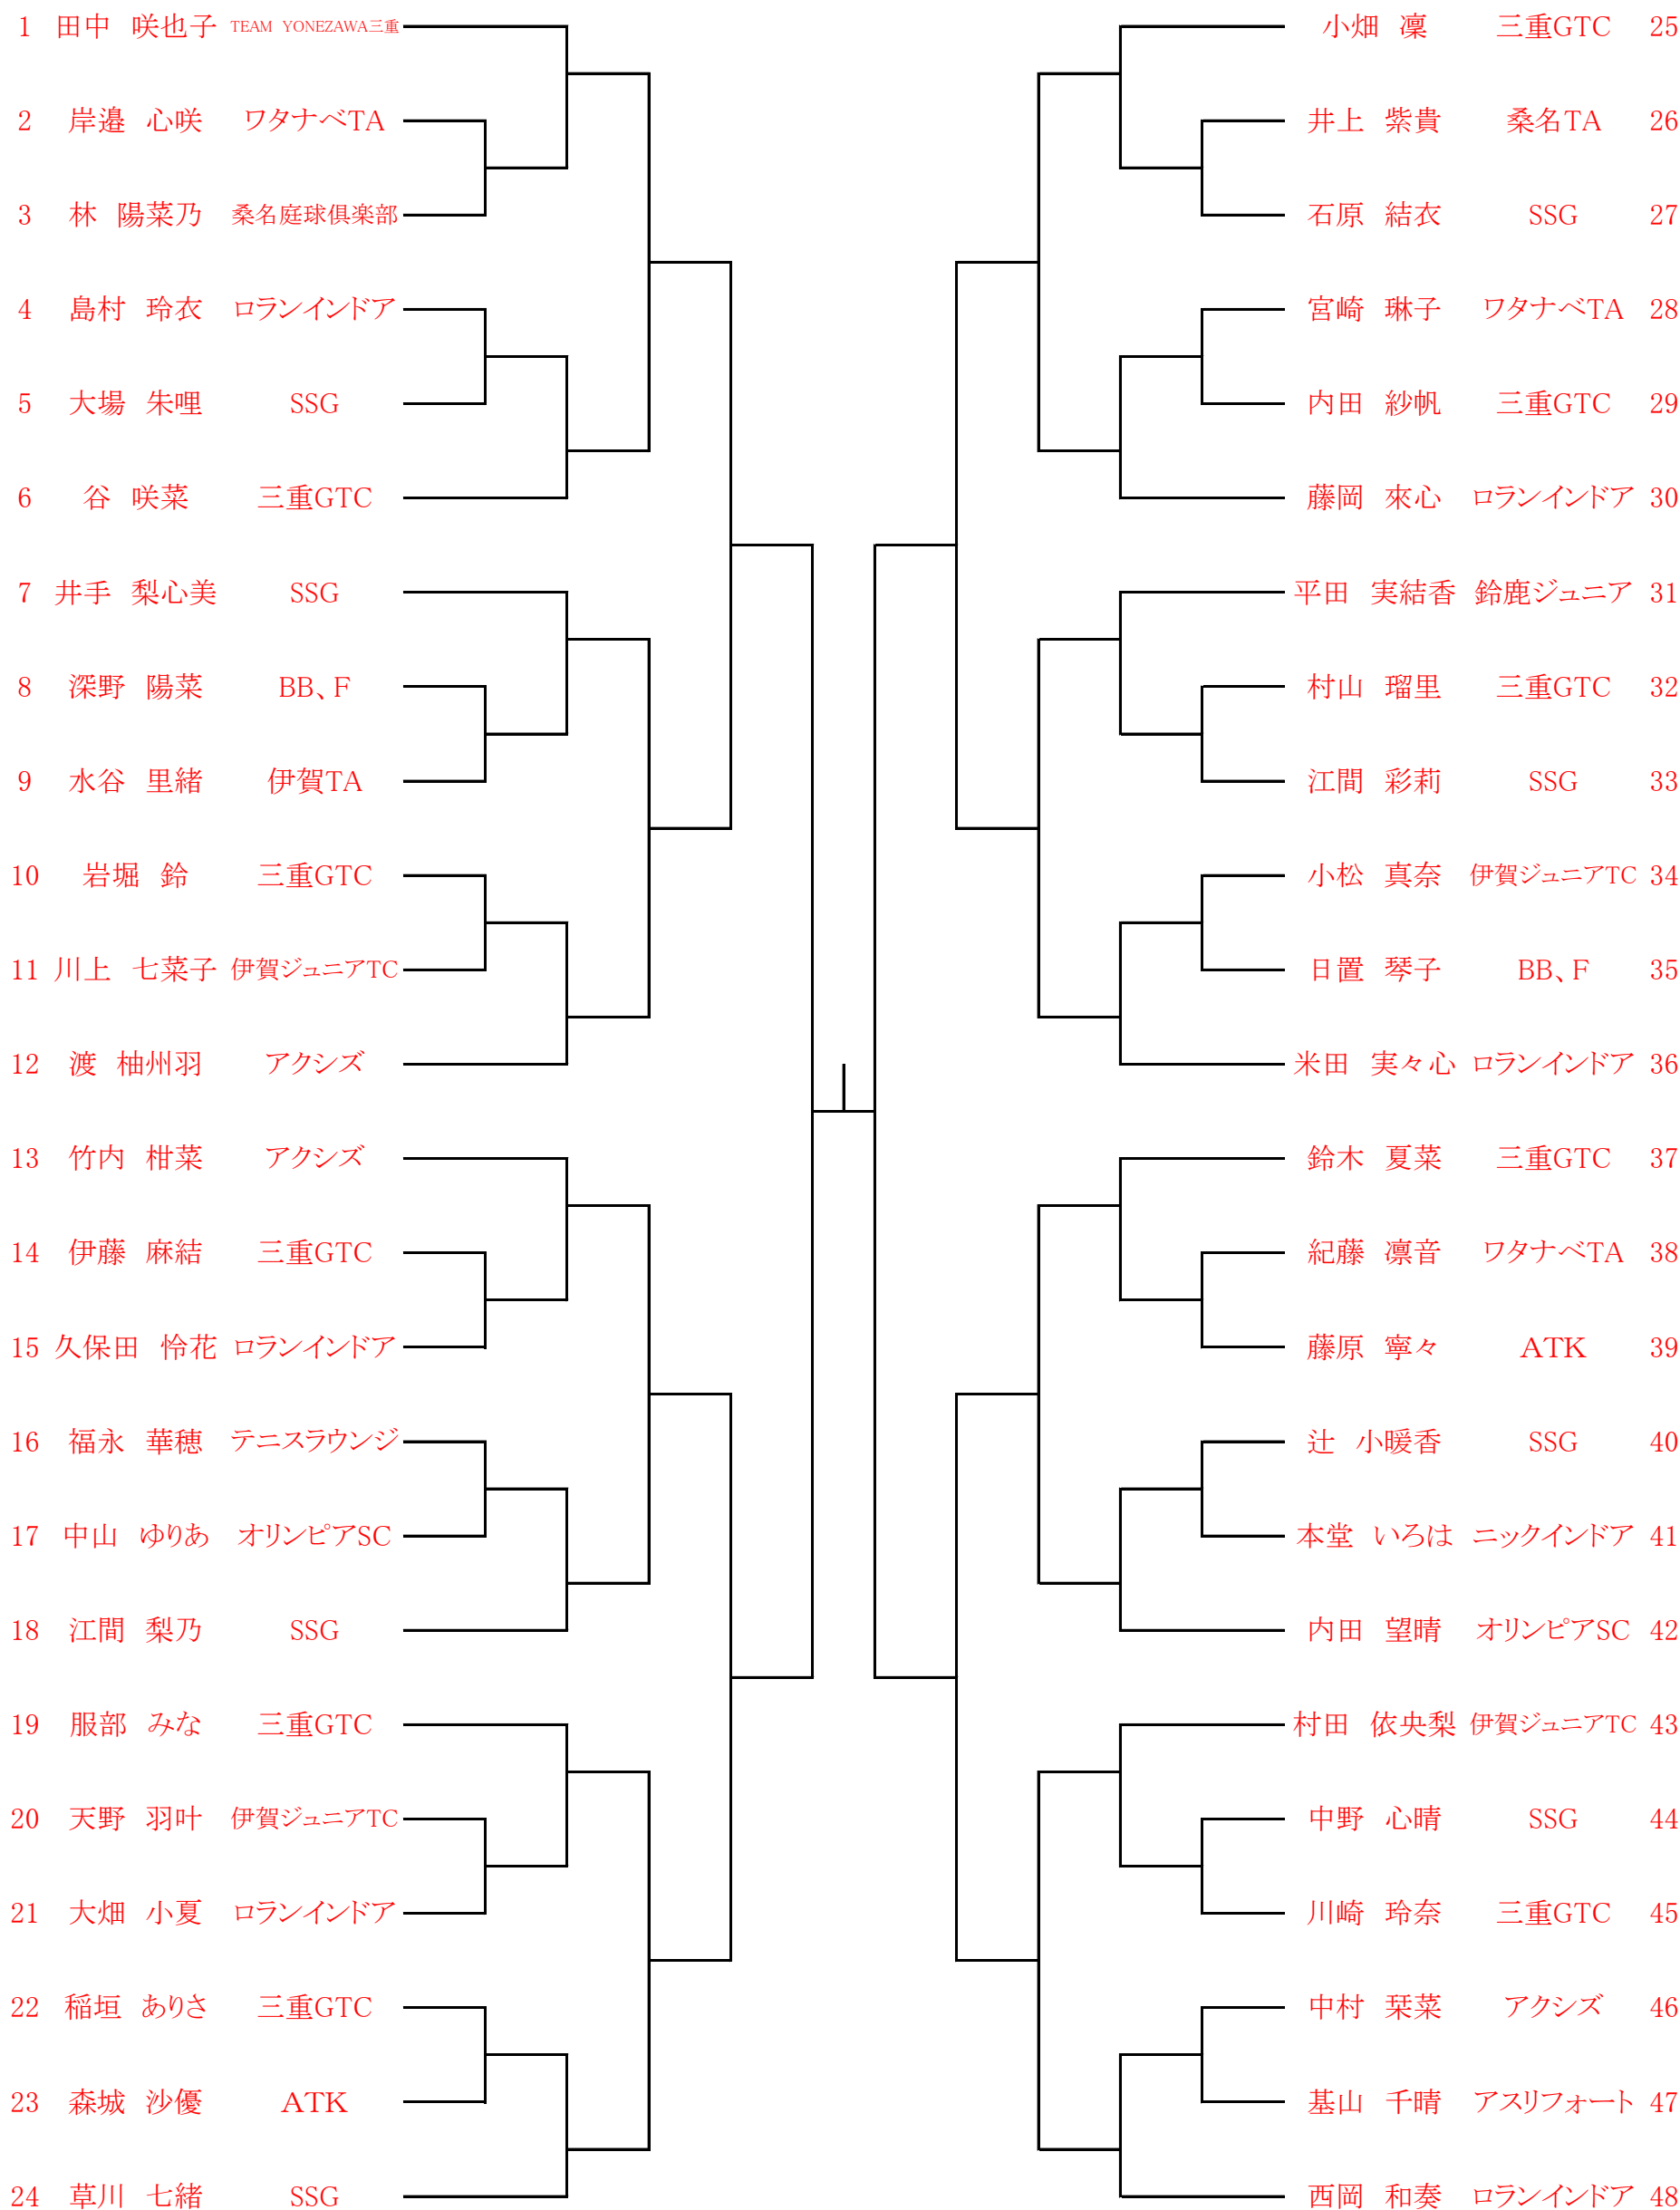 1 田中 咲也子 TEAM YONEZAWA三重
2 岸邉 心咲 ワタナベTA
3 林 陽菜乃 桑名庭球倶楽部
4 島村 玲衣 ロランインドア
5 大場 朱哩 SSG
6 谷 咲菜 三重GTC
7 井手 梨心美 SSG
8 深野 陽菜 BB、F
9 水谷 里緒 伊賀TA
10 岩堀 鈴 三重GTC
11 川上 七菜子 伊賀ジュニアTC
12 渡 柚州羽 アクシズ
13 竹内 柑菜 アクシズ
14 伊藤 麻結 三重GTC
15 久保田 怜花 ロランインドア
16 福永 華穂 テニスラウンジ
17 中山 ゆりあ オリンピアSC
18 江間 梨乃 SSG
19 服部 みな 三重GTC
20 天野 羽叶 伊賀ジュニアTC
21 大畑 小夏 ロランインドア
22 稲垣 ありさ 三重GTC
23 森城 沙優 ATK
24 草川 七緒 SSG
小畑 凜 三重GTC 25
井上 紫貴 桑名TA 26
石原 結衣 SSG 27
宮崎 琳子 ワタナベTA 28
内田 紗帆 三重GTC 29
藤岡 來心 ロランインドア 30
平田 実結香 鈴鹿ジュニア 31
村山 瑠里 三重GTC 32
江間 彩莉 SSG 33
小松 真奈 伊賀ジュニアTC 34
日置 琴子 BB、F 35
米田 実々心 ロランインドア 36
鈴木 夏菜 三重GTC 37
紀藤 凛音 ワタナベTA 38
藤原 寧々 ATK 39
辻 小暖香 SSG 40
本堂 いろは ニックインドア 41
内田 望晴 オリンピアSC 42
村田 依央梨 伊賀ジュニアTC 43
中野 心晴 SSG 44
川崎 玲奈 三重GTC 45
中村 栞菜 アクシズ 46
基山 千晴 アスリフォート 47
西岡 和奏 ロランインドア 48